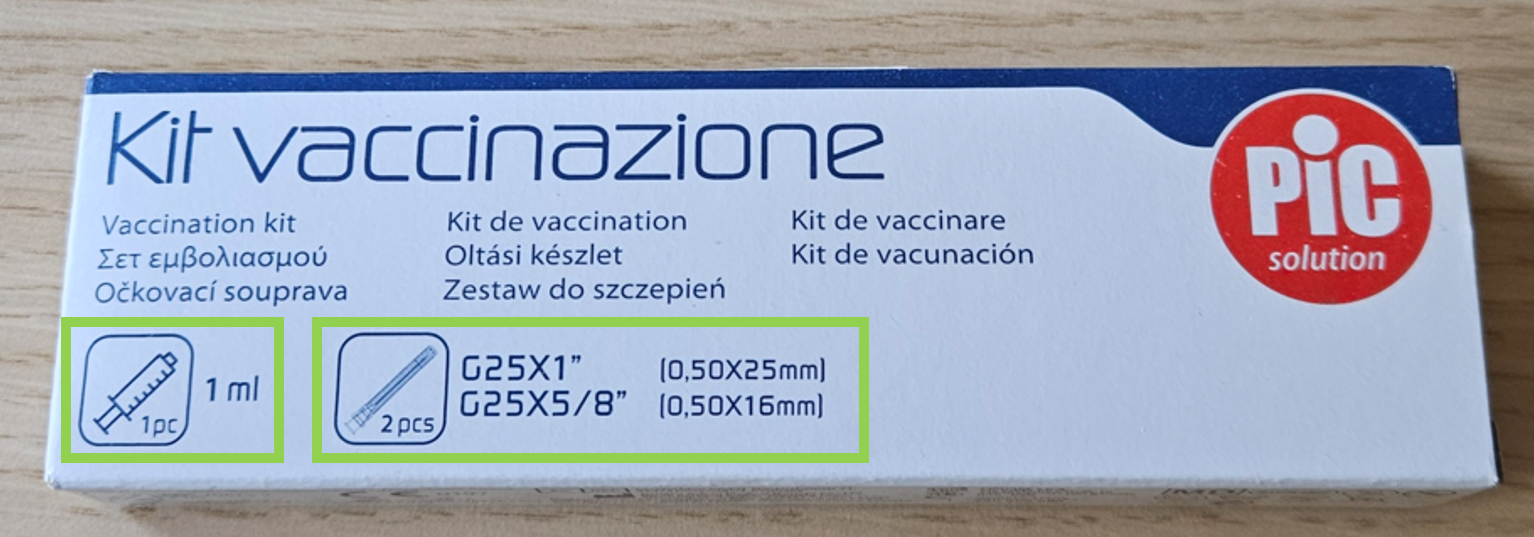 Kit vaccinazione
Vaccination kit
Σετ εμβολιασμού
Očkovací souprava
Kit de vaccination
Oltási készlet
Zestaw do szczepień
Kit de vaccinare
Kit de vacunación
PiC
solution
1pc
1 ml
2 pcs
G25X1” (0,50X25mm)
G25X5/8” (0,50X16mm)